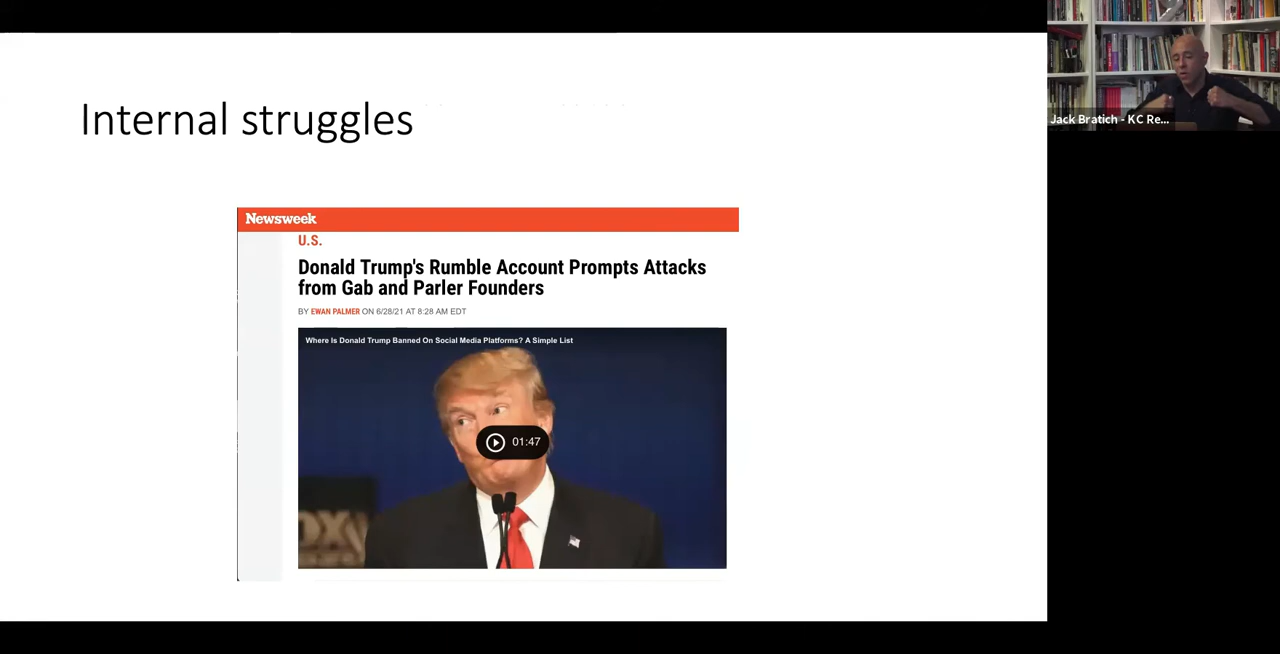 Internal struggles
Jack Bratich - KC Re...
Newsweek
U.S.
Donald Trump's Rumble Account Prompts Attacks
from Gab and Parler Founders
BY EWAN PALMER ON 6/28/21 AT 8:28 AM EDT
Where Is Donald Trump Banned On Social Media Platforms? A Simple List
01:47